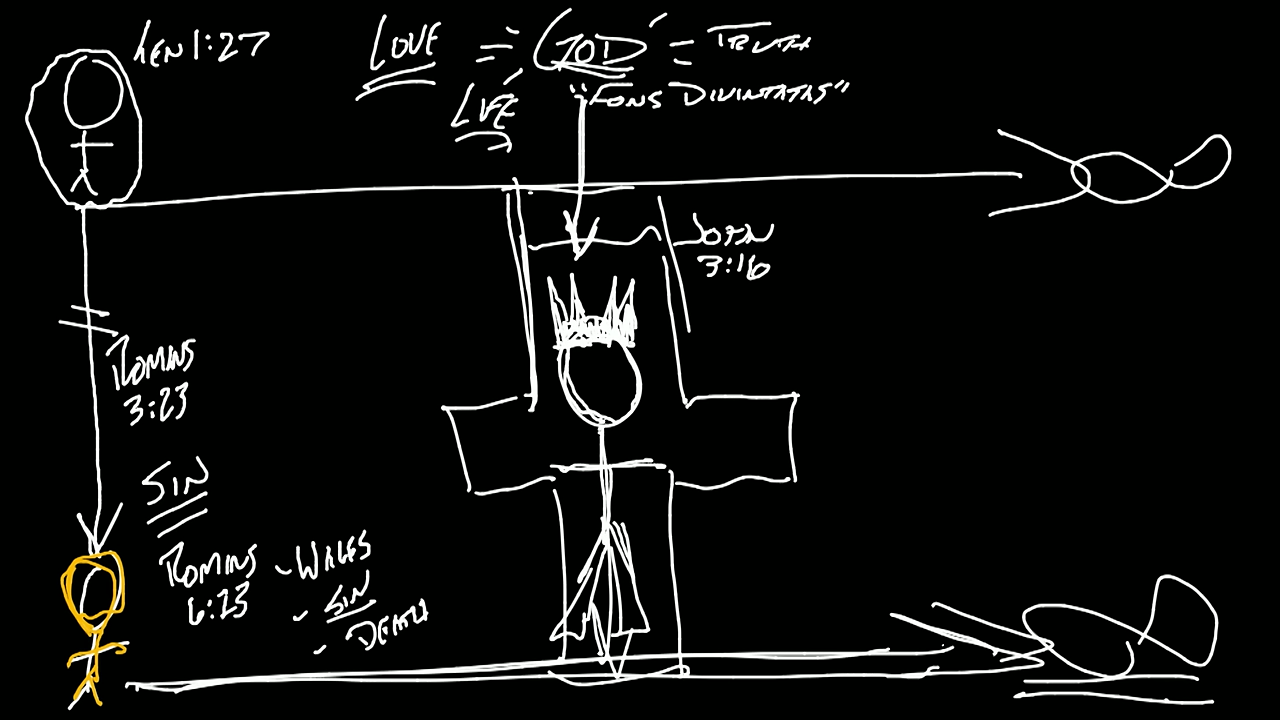 GEN 1:27
LOVE = GOD = TRUTH
LIFE
"FONS DIVINTATAS"
JOHN
3:16
ROMANS
3:23
SIN
ROMANS
6:23
- WAGES
- SIN
- DEATH